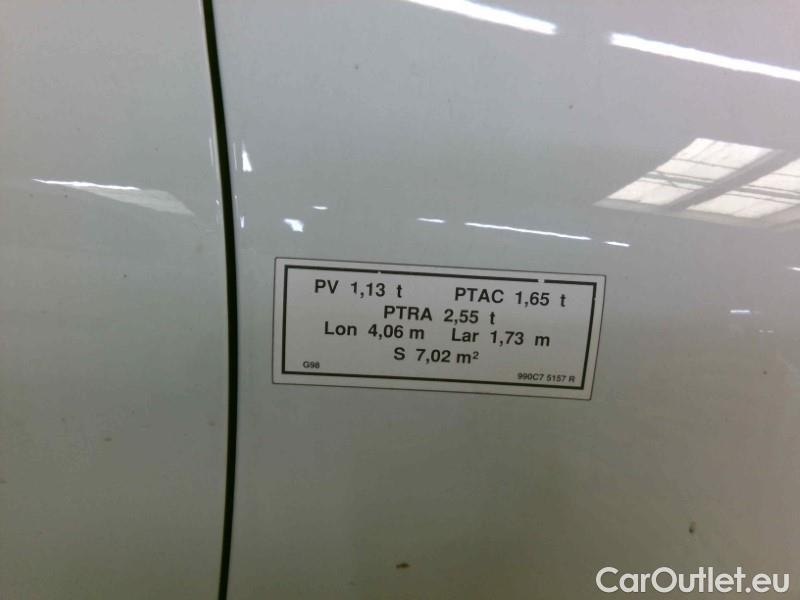 PV 1,13 t PTAC 1,65 t
PTRA 2,55 t
Lon 4,06 m Lar 1,73 m
S 7,02 m²
G98 990C7 5157 R
CarOutlet.eu